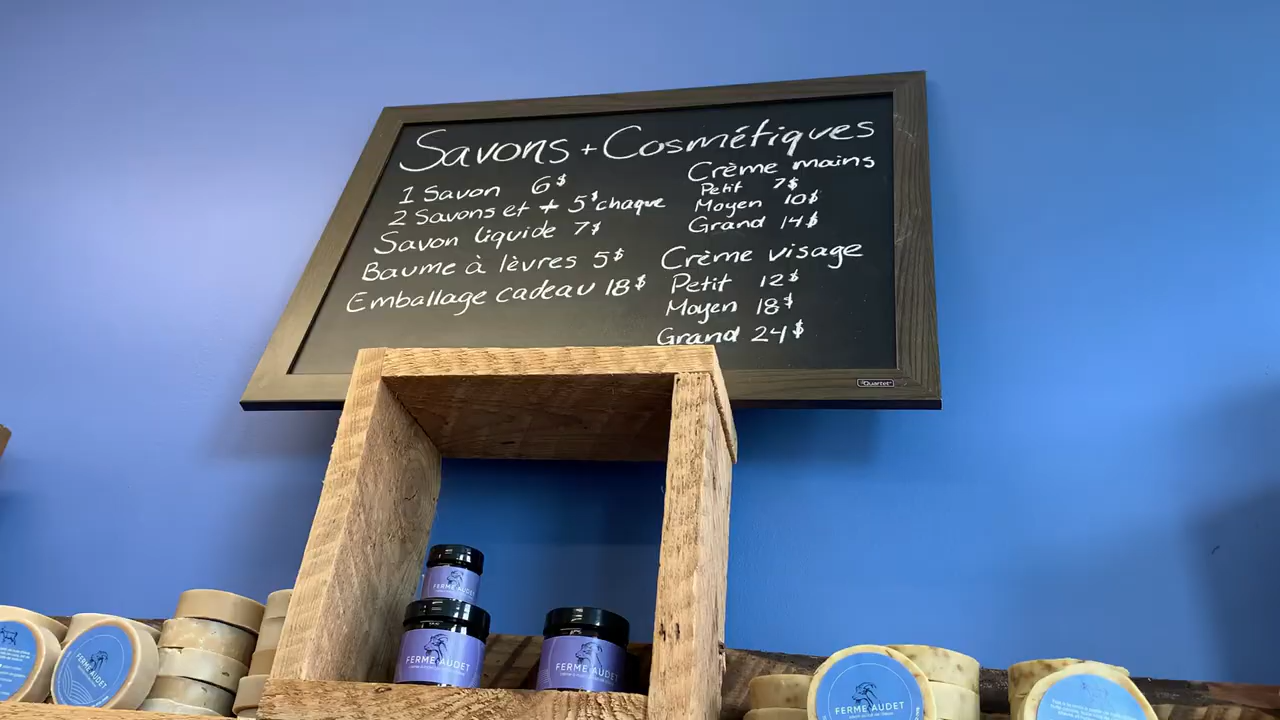 Savons + Cosmétiques
1 Savon 6$
2 Savons et + 5$ chaque
Savon liquide 7$
Baume à lèvres 5$
Emballage cadeau 18$
Crème mains
Petit 7$
Moyen 10$
Grand 14$
Crème visage
Petit 12$
Moyen 18$
Grand 24$
Quartet
FERME AUDET
FERME AUDET
FERME AUDET
FERME AUDET
FERME AUDET